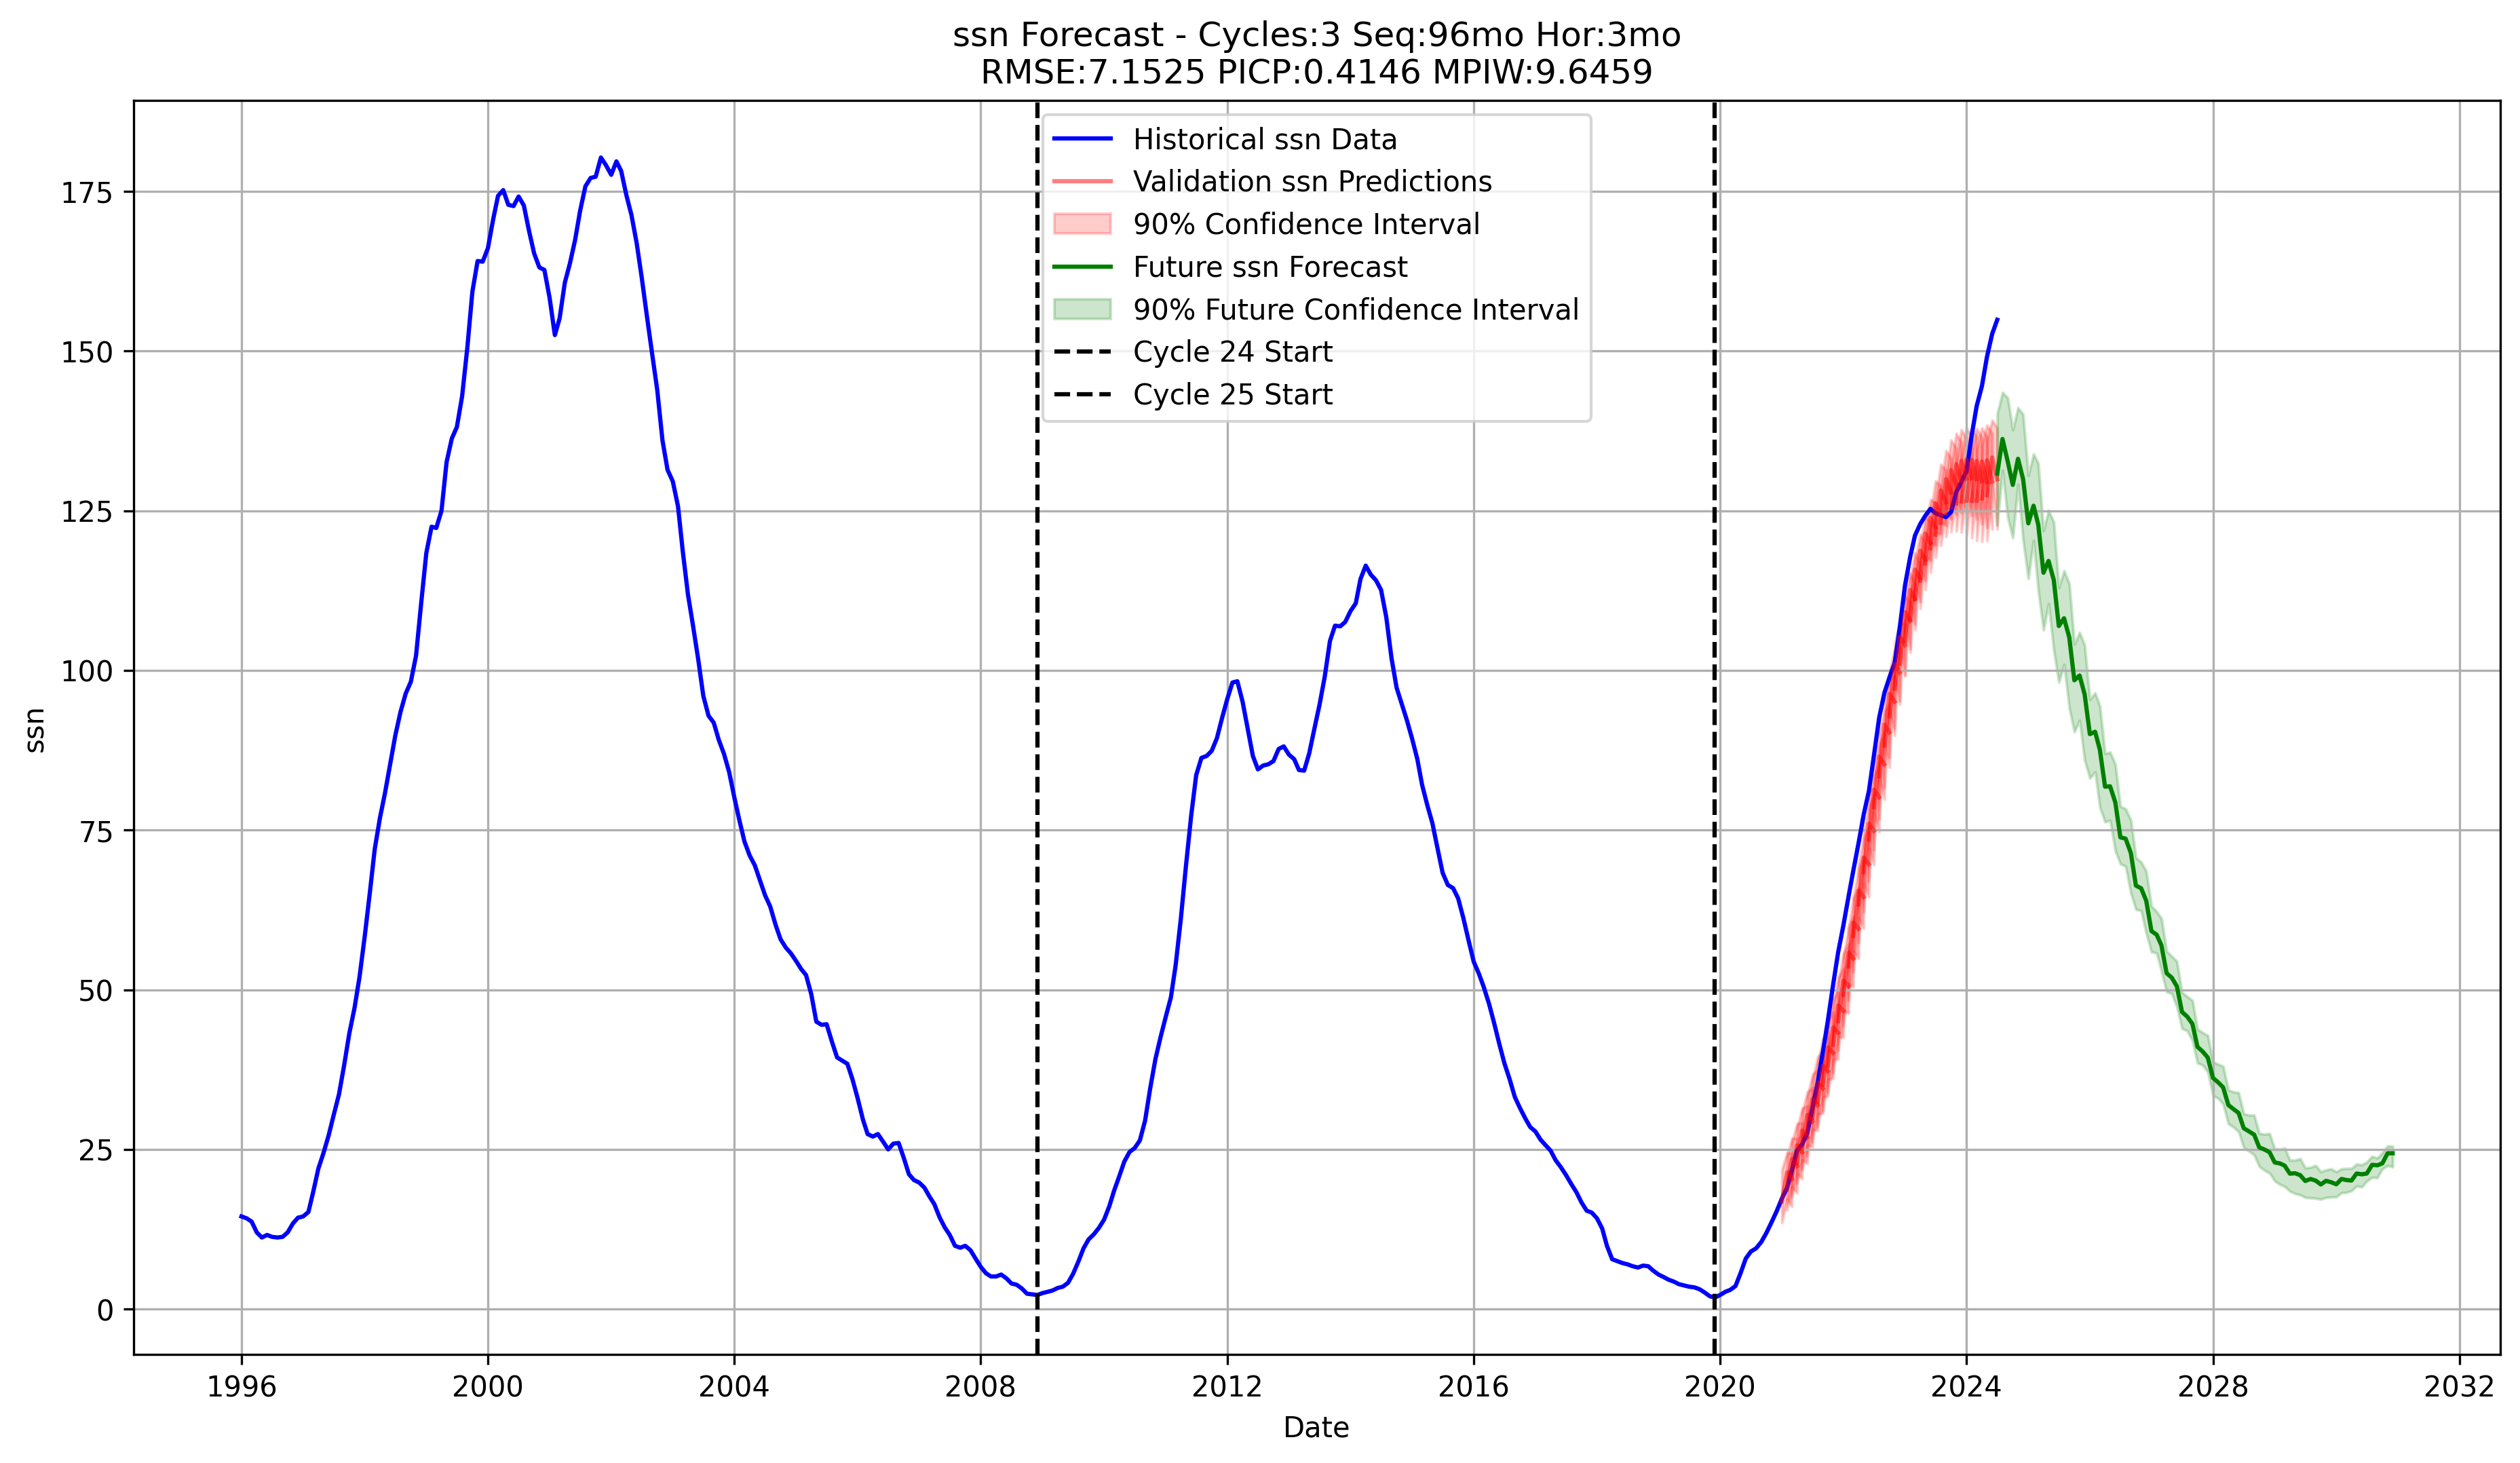 ssn Forecast - Cycles:3 Seq:96mo Hor:3mo
RMSE:7.1525 PICP:0.4146 MPIW:9.6459
Historical ssn Data
Validation ssn Predictions
90% Confidence Interval
Future ssn Forecast
90% Future Confidence Interval
Cycle 24 Start
Cycle 25 Start
175
150
125
100
75
50
25
0
ssn
1996 2000 2004 2008 2012 2016 2020 2024 2028 2032
Date